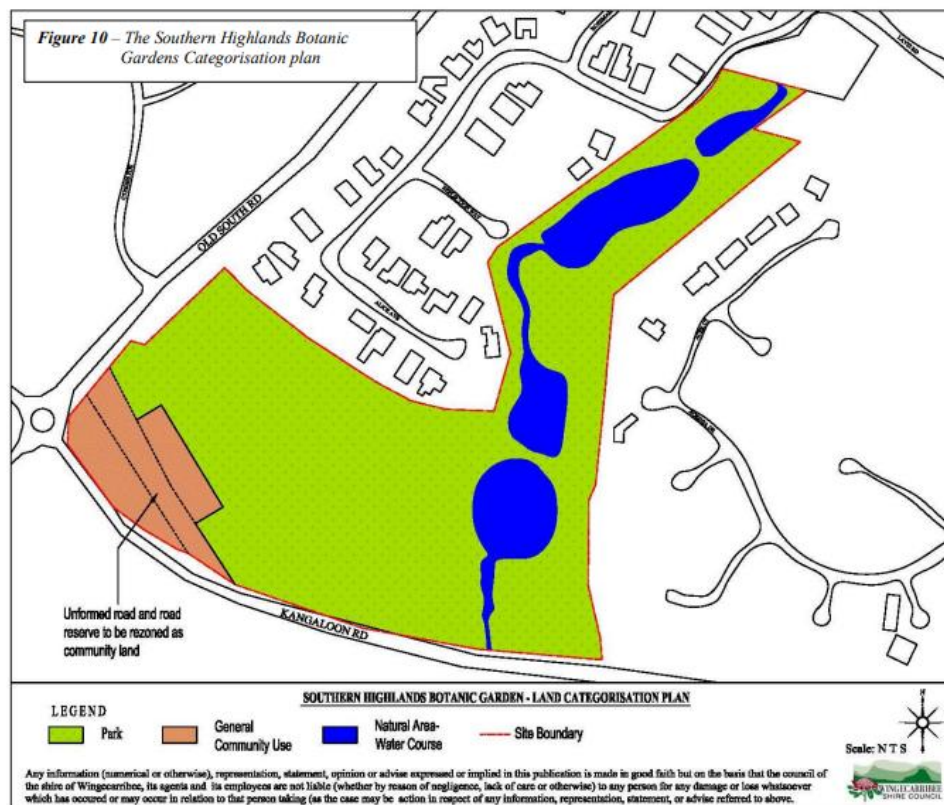 Figure 10 – The Southern Highlands Botanic
Gardens Categorisation plan
OLD SOUTH RD
KANGALOON RD
Unformed road and road
reserve to be rezoned as
community land
SOUTHERN HIGHLANDS BOTANIC GARDEN - LAND CATEGORISATION PLAN
LEGEND
Park
General
Community Use
Natural Area-
Water Course
Site Boundary
N
Scale: N T S
Any information (numerical or otherwise), representation, statement, opinion or advise expressed or implied in this publication is made in good faith but on the basis that the council of
the shire of Wingecarribee, its agents and its employees are not liable (whether by reason of negligence, lack of care or otherwise) to any person for any damage or loss whatsoever
which has occured or may occur in relation to that person taking (as the case may be action in respect of any information, representation, statement, or advise referred to above.
WINGECARRIBEE
SHIRE COUNCIL